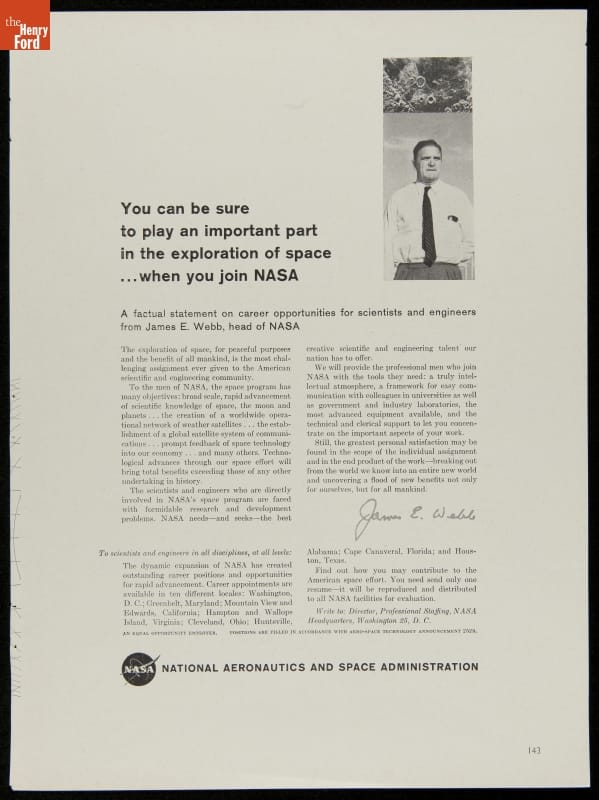 the
Henry
Ford
You can be sure
to play an important part
in the exploration of space
...when you join NASA
A factual statement on career opportunities for scientists and engineers
from James E. Webb, head of NASA
The exploration of space, for peaceful purposes
and the benefit of all mankind, is the most chal-
lenging assignment ever given to the American
scientific and engineering community.
To the men of NASA, the space program has
many objectives: broad scale, rapid advancement
of scientific knowledge of space, the moon and
planets . . . the creation of a worldwide opera-
tional network of weather satellites . . . the estab-
lishment of a global satellite system of communi-
cations . . . prompt feedback of space technology
into our economy . . . and many others. Techno-
logical advances through our space effort will
bring total benefits exceeding those of any other
undertaking in history.
The scientists and engineers who are directly
involved in NASA's space program are faced
with formidable research and development
problems. NASA needs—and seeks—the best
creative scientific and engineering talent our
nation has to offer.
We will provide the professional men who join
NASA with the tools they need: a truly intel-
lectual atmosphere, a framework for easy com-
munication with colleagues in universities as well
as government and industry laboratories, the
most advanced equipment available, and the
technical and clerical support to let you concen-
trate on the important aspects of your work.
Still, the greatest personal satisfaction may be
found in the scope of the individual assignment
and in the end product of the work—breaking out
from the world we know into an entire new world
and uncovering a flood of new benefits not only
for ourselves, but for all mankind.
James E. Webb
To scientists and engineers in all disciplines, at all levels:
The dynamic expansion of NASA has created
outstanding career positions and opportunities
for rapid advancement. Career appointments are
available in ten different locales: Washington,
D. C.; Greenbelt, Maryland; Mountain View and
Edwards, California; Hampton and Wallops
Island, Virginia; Cleveland, Ohio; Huntsville,
Alabama; Cape Canaveral, Florida; and Hous-
ton, Texas.
Find out how you may contribute to the
American space effort. You need send only one
resume—it will be reproduced and distributed
to all NASA facilities for evaluation.
Write to: Director, Professional Staffing, NASA
Headquarters, Washington 25, D. C.
AN EQUAL OPPORTUNITY EMPLOYER. POSITIONS ARE FILLED IN ACCORDANCE WITH AERO-SPACE TECHNOLOGY ANNOUNCEMENT 252B.
NASA NATIONAL AERONAUTICS AND SPACE ADMINISTRATION
143